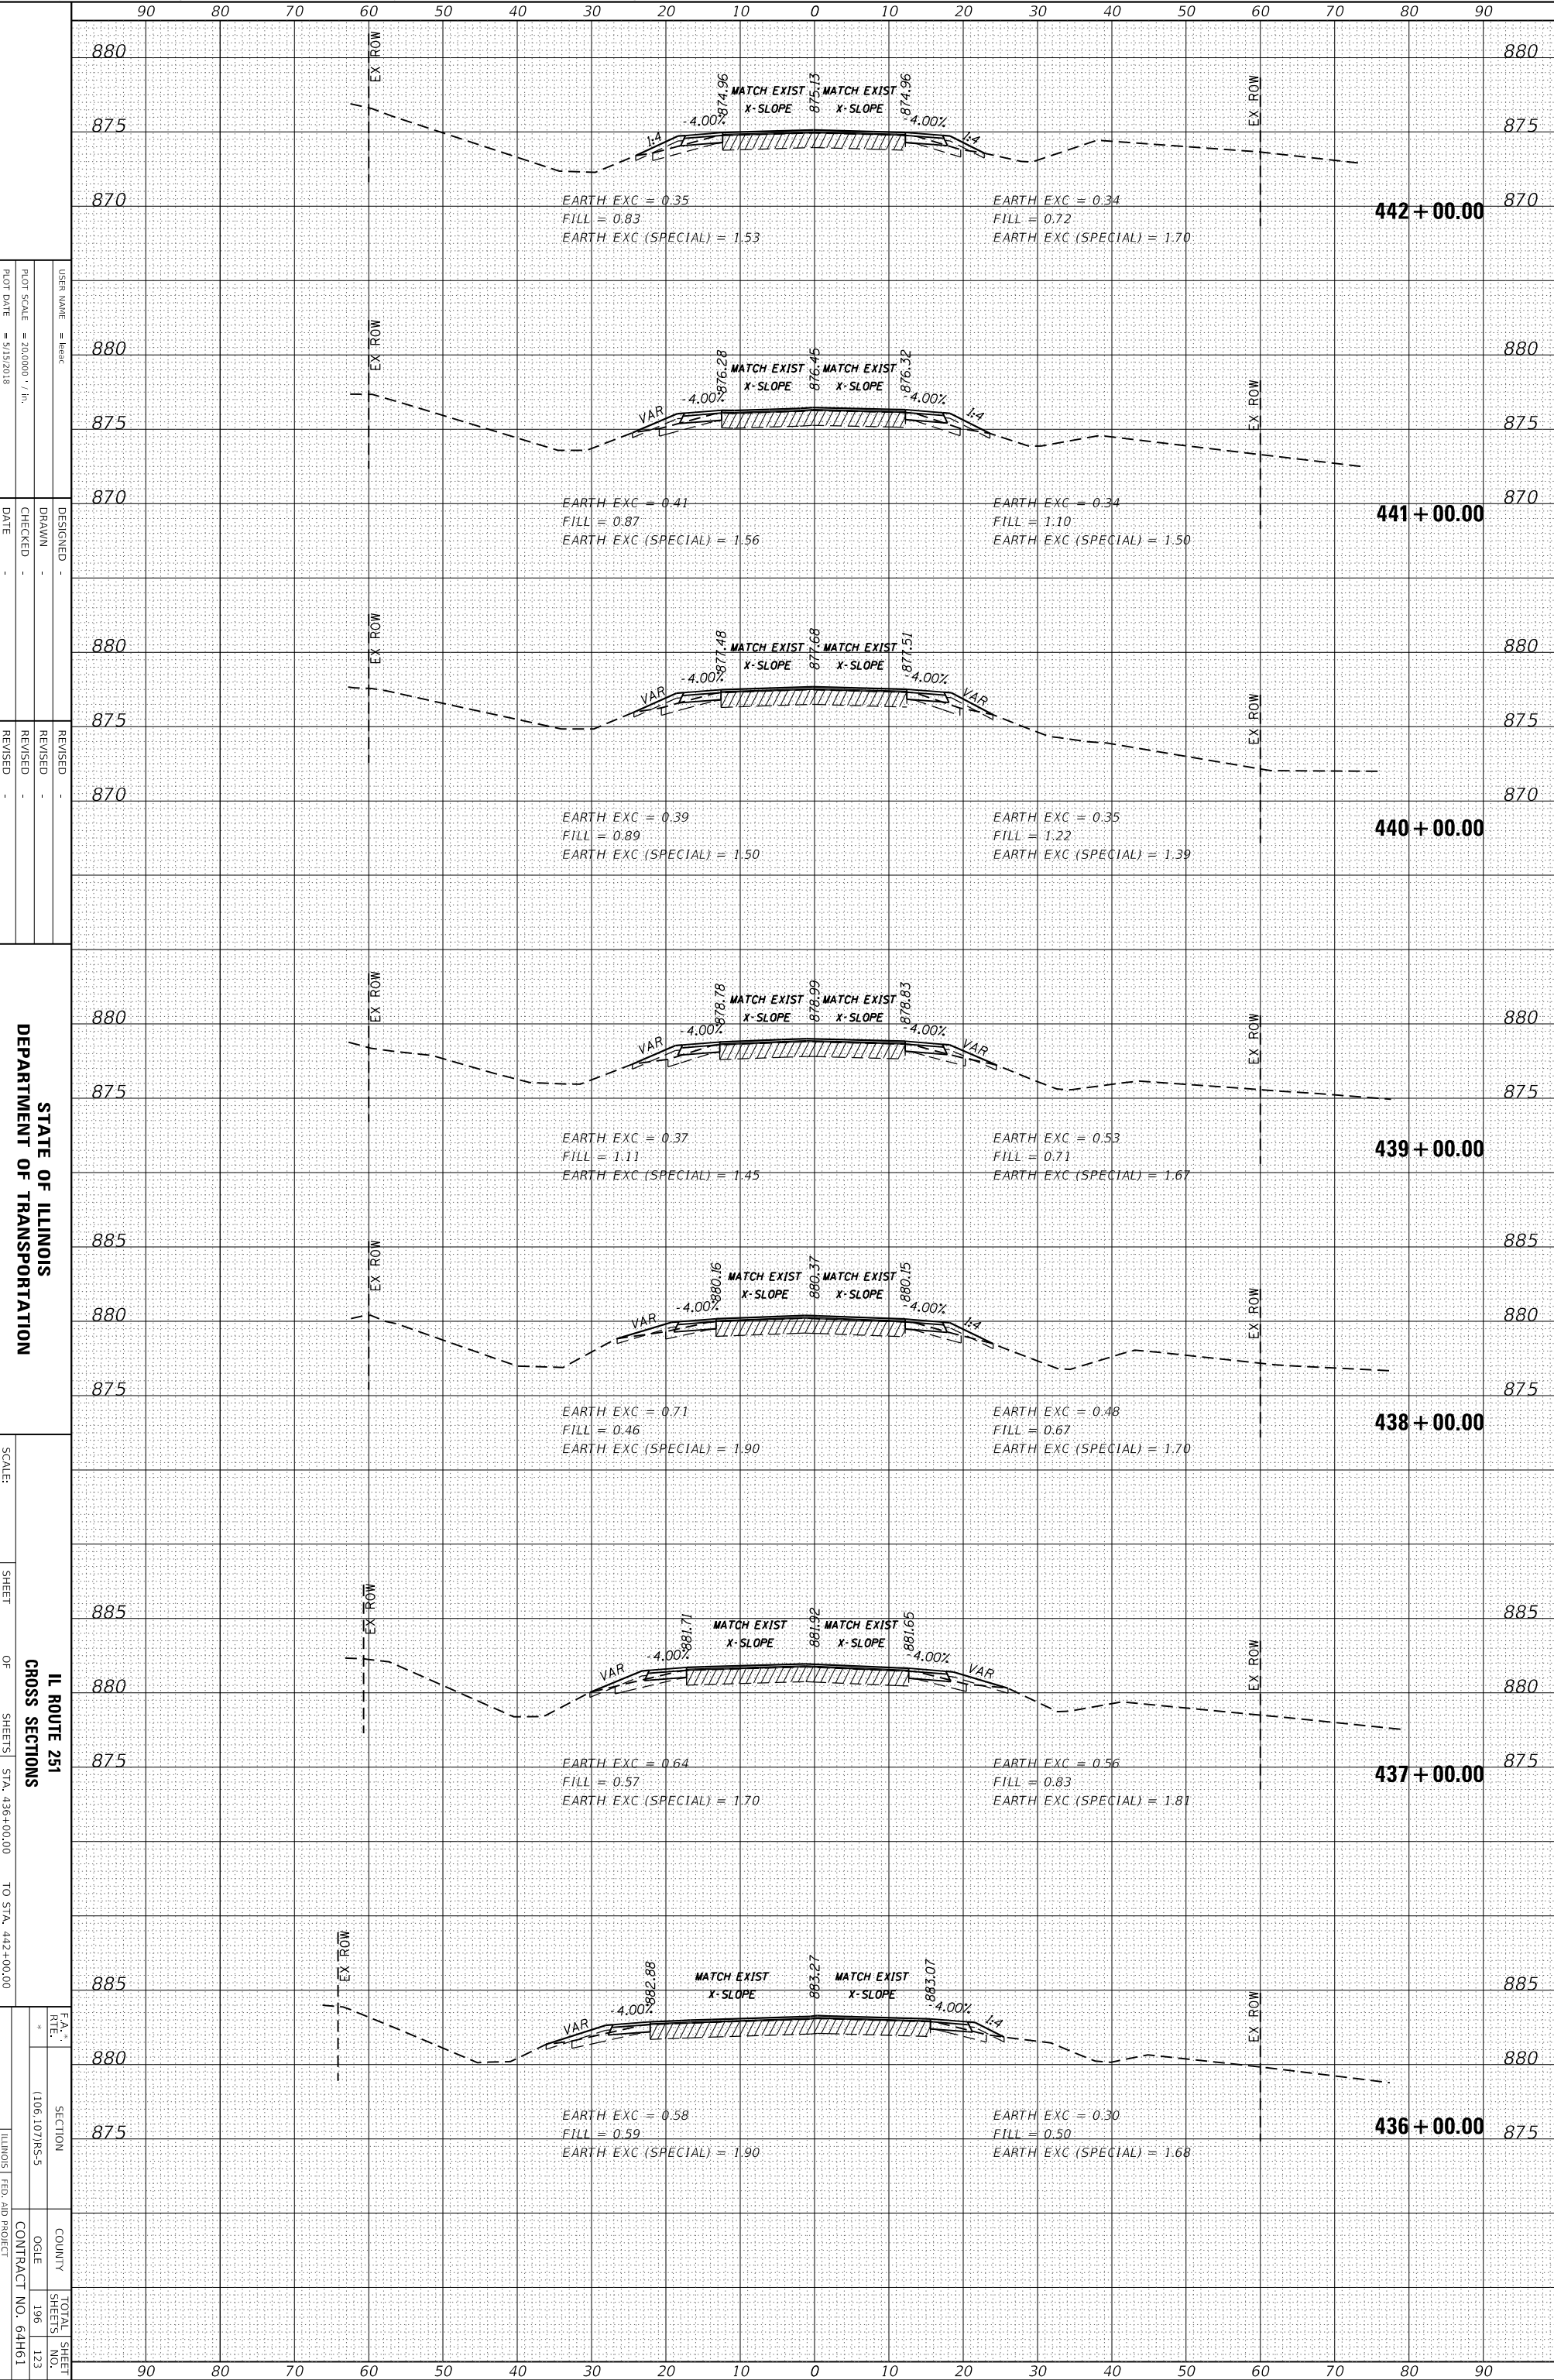 90 80 70 60 50 40 30 20 10 0 10 20 30 40 50 60 70 80 90
880 880
EX ROW
EX ROW
874.96
MATCH EXIST
X-SLOPE
875.13
MATCH EXIST
X-SLOPE
874.96
-4.00%
-4.00%
1:4
1:4
875 875
870 870
EARTH EXC = 0.35
FILL = 0.83
EARTH EXC (SPECIAL) = 1.53
EARTH EXC = 0.34
FILL = 0.72
EARTH EXC (SPECIAL) = 1.70
442+00.00
880 880
EX ROW
EX ROW
876.28
MATCH EXIST
X-SLOPE
876.45
MATCH EXIST
X-SLOPE
876.32
-4.00%
-4.00%
VAR
1:4
875 875
870 870
EARTH EXC = 0.41
FILL = 0.87
EARTH EXC (SPECIAL) = 1.56
EARTH EXC = 0.34
FILL = 1.10
EARTH EXC (SPECIAL) = 1.50
441+00.00
880 880
EX ROW
EX ROW
877.48
MATCH EXIST
X-SLOPE
877.68
MATCH EXIST
X-SLOPE
877.51
-4.00%
-4.00%
VAR
VAR
875 875
870 870
EARTH EXC = 0.39
FILL = 0.89
EARTH EXC (SPECIAL) = 1.50
EARTH EXC = 0.35
FILL = 1.22
EARTH EXC (SPECIAL) = 1.39
440+00.00
880 880
EX ROW
EX ROW
878.78
MATCH EXIST
X-SLOPE
878.99
MATCH EXIST
X-SLOPE
878.83
-4.00%
-4.00%
VAR
VAR
875 875
EARTH EXC = 0.37
FILL = 1.11
EARTH EXC (SPECIAL) = 1.45
EARTH EXC = 0.53
FILL = 0.71
EARTH EXC (SPECIAL) = 1.67
439+00.00
885 885
EX ROW
EX ROW
880.16
MATCH EXIST
X-SLOPE
880.37
MATCH EXIST
X-SLOPE
880.15
-4.00%
-4.00%
VAR
1:4
880 880
875 875
EARTH EXC = 0.71
FILL = 0.46
EARTH EXC (SPECIAL) = 1.90
EARTH EXC = 0.48
FILL = 0.67
EARTH EXC (SPECIAL) = 1.70
438+00.00
885 885
EX ROW
EX ROW
881.71
MATCH EXIST
X-SLOPE
881.92
MATCH EXIST
X-SLOPE
881.65
-4.00%
-4.00%
VAR
VAR
880 880
875 875
EARTH EXC = 0.64
FILL = 0.57
EARTH EXC (SPECIAL) = 1.70
EARTH EXC = 0.56
FILL = 0.83
EARTH EXC (SPECIAL) = 1.81
437+00.00
885 885
EX ROW
EX ROW
882.88
MATCH EXIST
X-SLOPE
883.27
MATCH EXIST
X-SLOPE
883.07
-4.00%
-4.00%
VAR
1:4
880 880
875 875
EARTH EXC = 0.58
FILL = 0.59
EARTH EXC (SPECIAL) = 1.90
EARTH EXC = 0.30
FILL = 0.50
EARTH EXC (SPECIAL) = 1.68
436+00.00
90 80 70 60 50 40 30 20 10 0 10 20 30 40 50 60 70 80 90
USER NAME = leeac
PLOT SCALE = 20.0000 ' / in.
PLOT DATE = 5/15/2018
DESIGNED -
DRAWN -
CHECKED -
DATE -
REVISED -
REVISED -
REVISED -
REVISED -
STATE OF ILLINOIS
DEPARTMENT OF TRANSPORTATION
IL ROUTE 251
CROSS SECTIONS
SCALE: SHEET OF SHEETS STA. 436+00.00 TO STA. 442+00.00
F.A. *
RTE.
*
SECTION
(106,107)RS-5
COUNTY
OGLE
TOTAL
SHEETS
196
SHEET
NO.
123
CONTRACT NO. 64H61
ILLINOIS FED. AID PROJECT